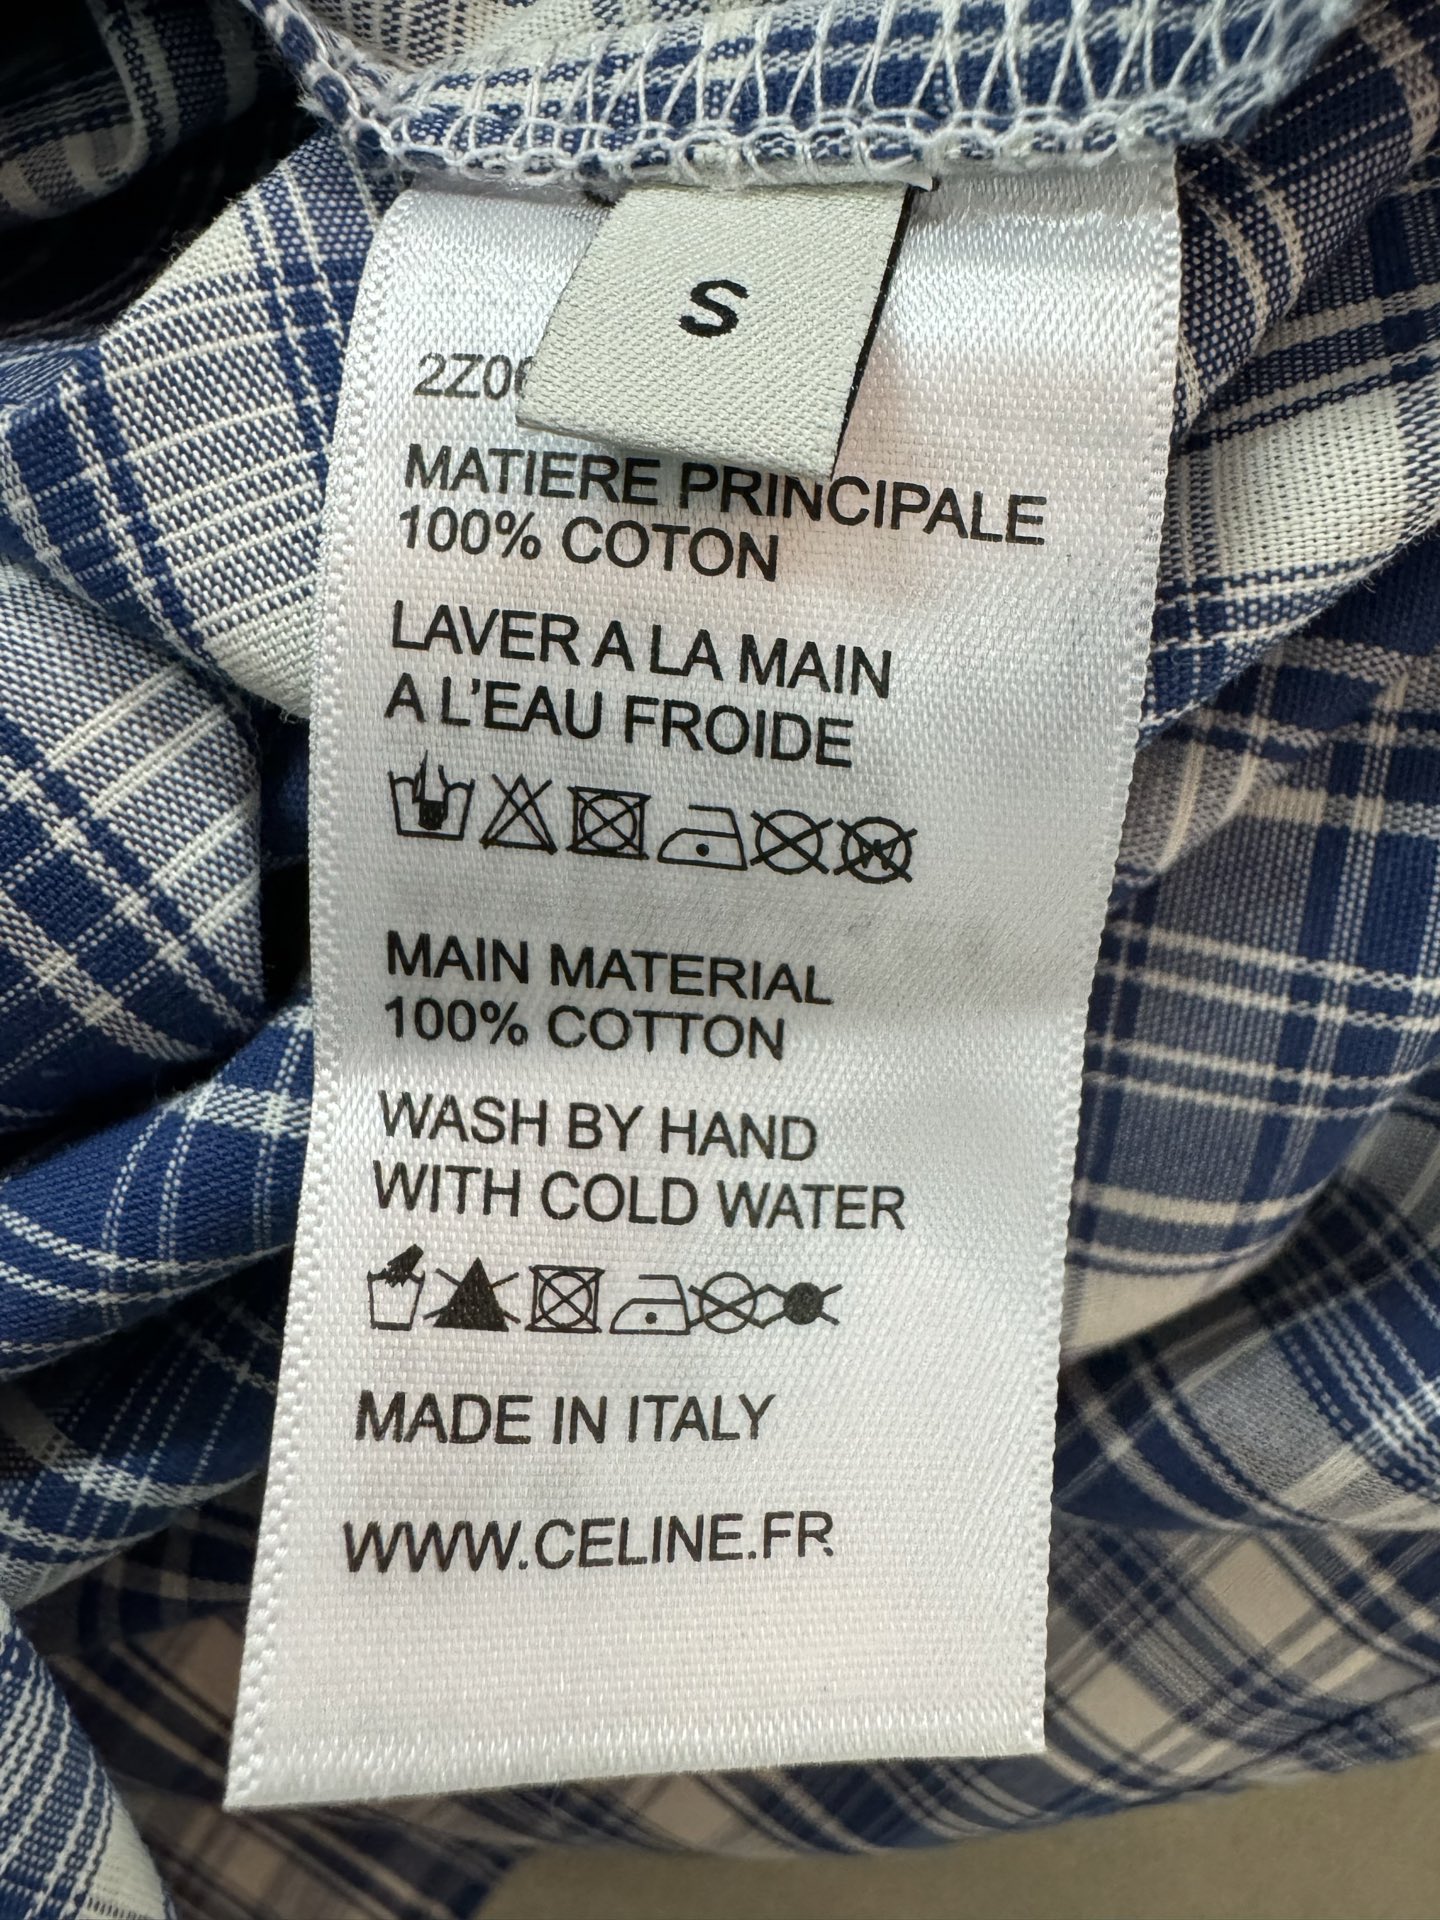 S
MATIERE PRINCIPALE
100% COTON
LAVER A LA MAIN
A L'EAU FROIDE
MAIN MATERIAL
100% COTTON
WASH BY HAND
WITH COLD WATER
MADE IN ITALY
WWW.CELINE.FR